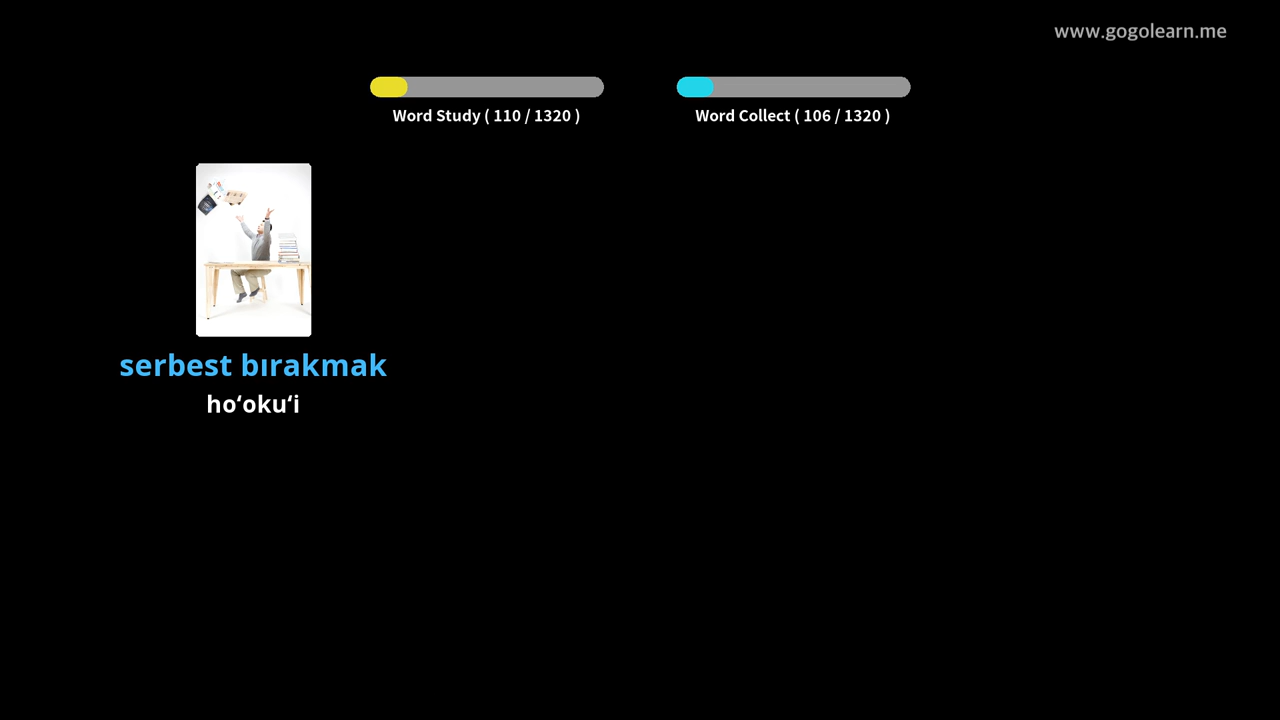 www.gogolearn.me
Word Study ( 110 / 1320 )
Word Collect ( 106 / 1320 )
serbest bırakmak
hoʻokuʻi